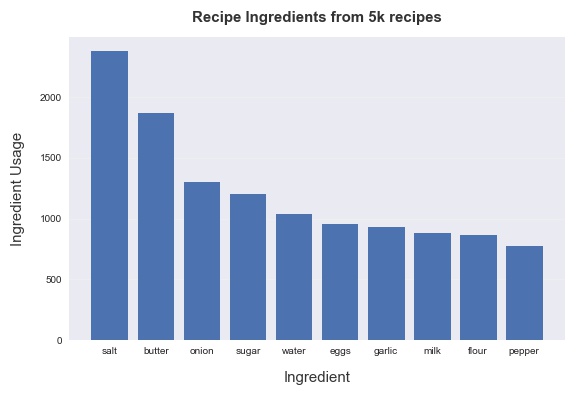 Recipe Ingredients from 5k recipes
Ingredient Usage
2000
1500
1000
500
0
salt butter onion sugar water eggs garlic milk flour pepper
Ingredient